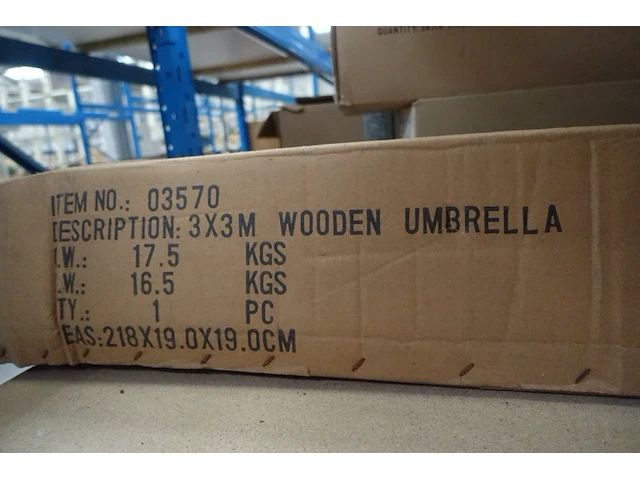 ITEM NO.: 03570
DESCRIPTION: 3X3M WOODEN UMBRELLA
.W.: 17.5 KGS
.W.: 16.5 KGS
TY.: 1 PC
EAS:218X19.0X19.0CM